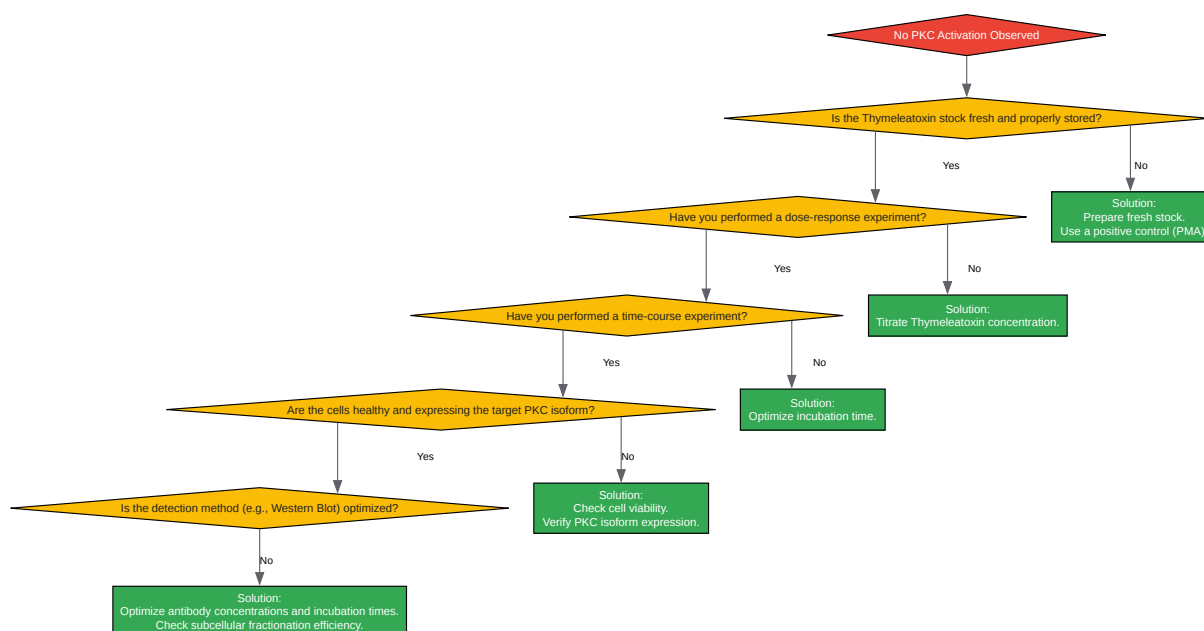 No PKC Activation Observed
Is the Thymeleatoxin stock fresh and properly stored?
Yes
No
Solution:
Prepare fresh stock.
Use a positive control (PMA)
Have you performed a dose-response experiment?
Yes
No
Solution:
Titrate Thymeleatoxin concentration.
Have you performed a time-course experiment?
Yes
No
Solution:
Optimize incubation time.
Are the cells healthy and expressing the target PKC isoform?
Yes
No
Solution:
Check cell viability.
Verify PKC isoform expression.
Is the detection method (e.g., Western Blot) optimized?
No
Solution:
Optimize antibody concentrations and incubation times.
Check subcellular fractionation efficiency.